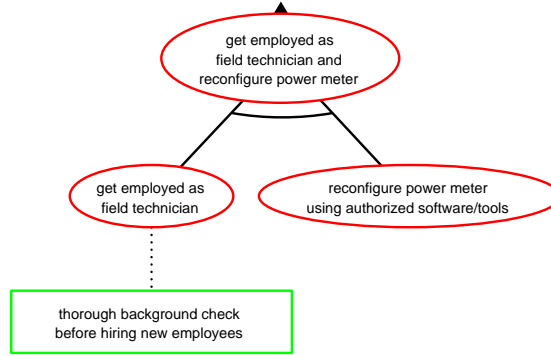 get employed as
field technician and
reconfigure power meter
get employed as
field technician
reconfigure power meter
using authorized software/tools
thorough background check
before hiring new employees